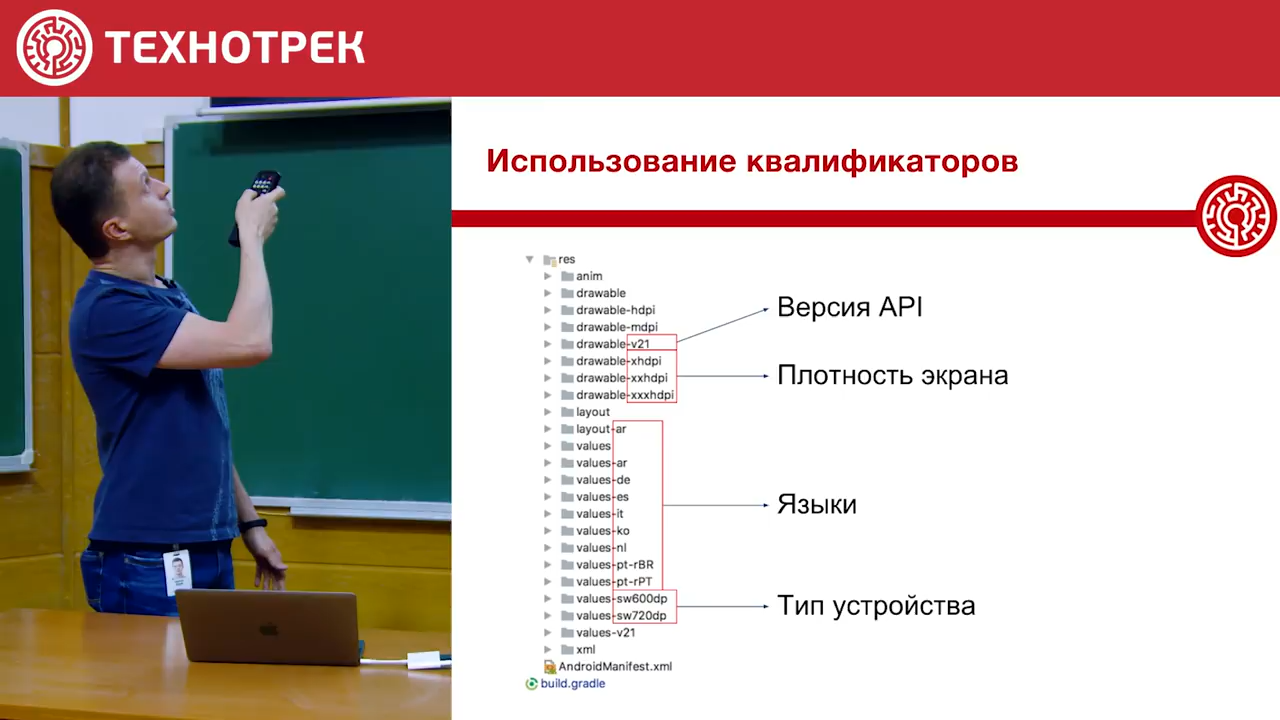 ТЕХНОТРЕК
Использование квалификаторов
res
anim
drawable
drawable-hdpi
drawable-mdpi
drawable-v21
drawable-xhdpi
drawable-xxhdpi
drawable-xxxhdpi
layout
layout-ar
values
values-ar
values-de
values-es
values-it
values-ko
values-nl
values-pt-rBR
values-pt-rPT
values-sw600dp
values-sw720dp
values-v21
xml
AndroidManifest.xml
build.gradle
Версия API
Плотность экрана
Языки
Тип устройства